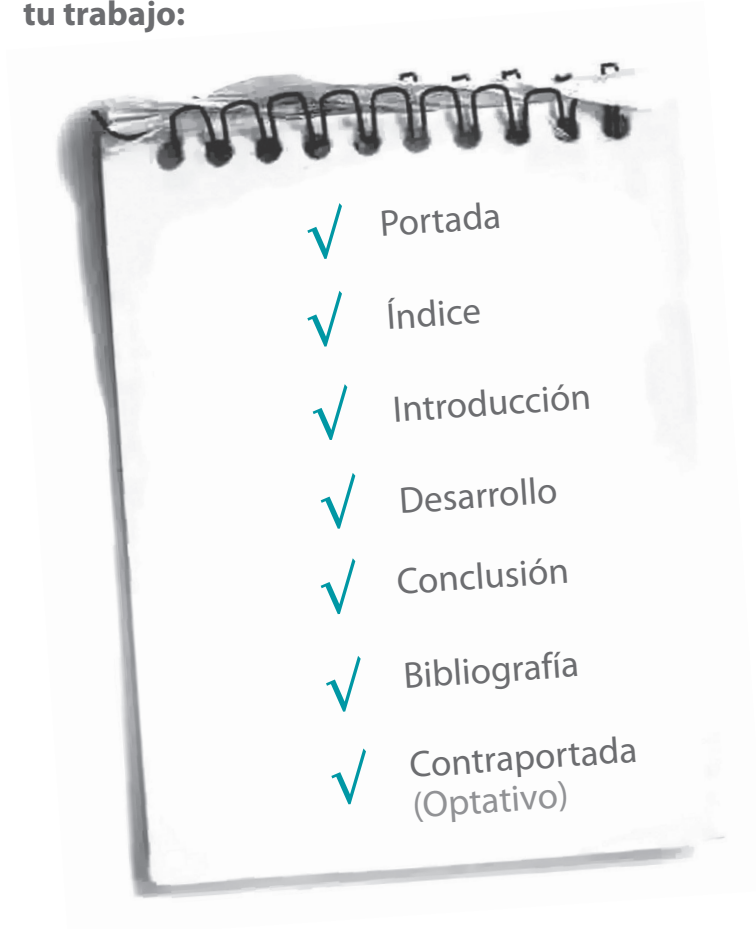 tu trabajo:
√ Portada
√ Índice
√ Introducción
√ Desarrollo
√ Conclusión
√ Bibliografía
√ Contraportada
(Optativo)